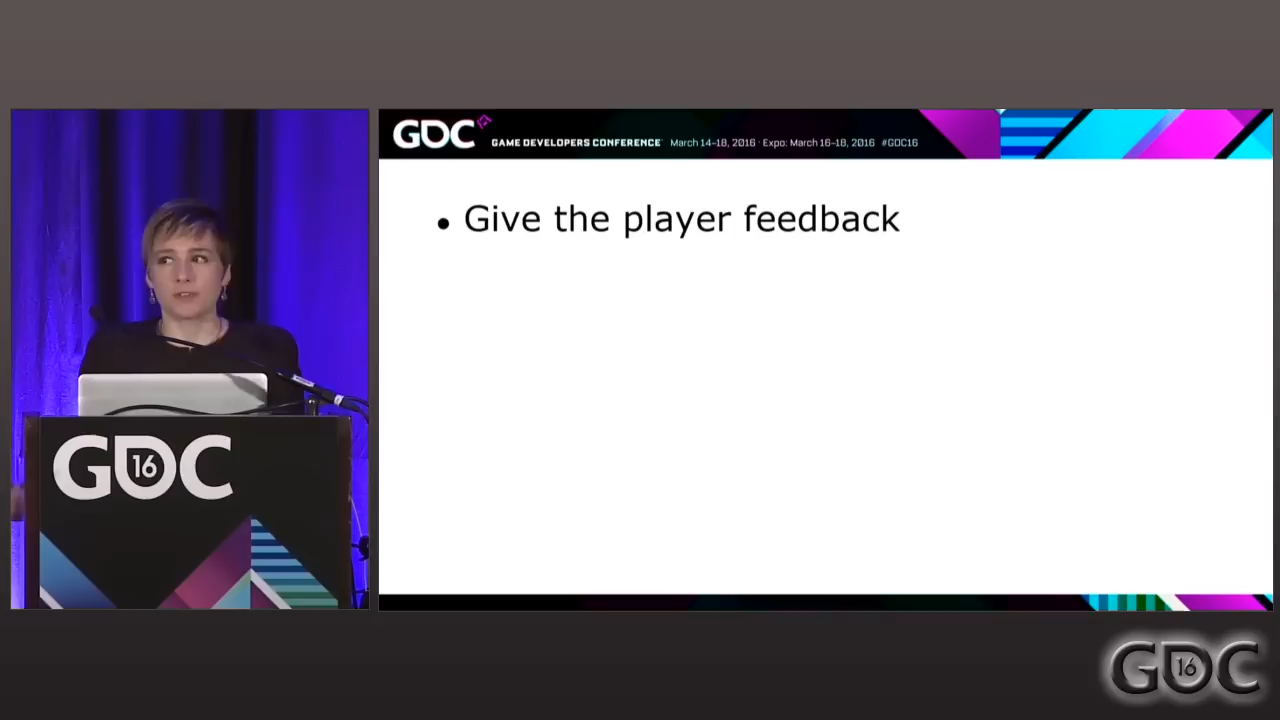 GDC
GAME DEVELOPERS CONFERENCE March 14-18, 2016 · Expo: March 16-18, 2016 #GDC16
• Give the player feedback
GDC
16
GDC
16